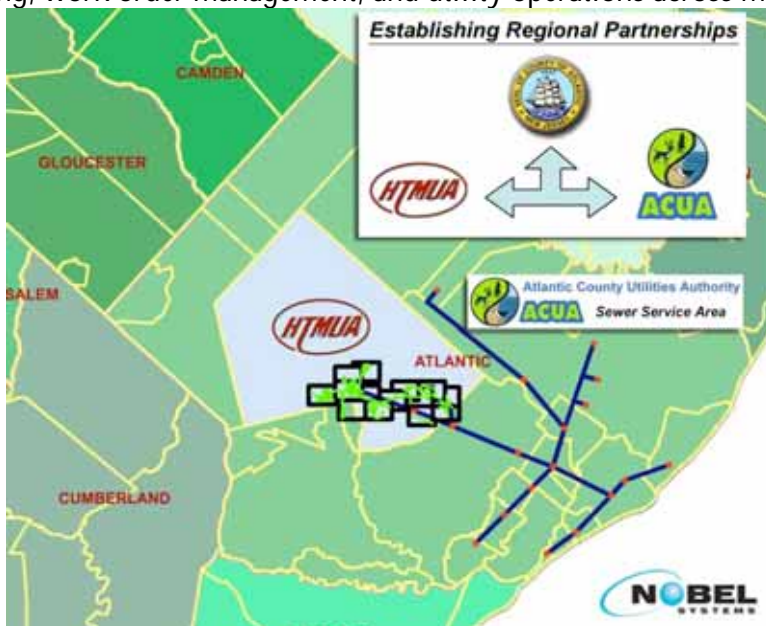 work order management, and utility operations across
Establishing Regional Partnerships
CAMDEN
GLOUCESTER
HTMUA
ACUA
SALEM
Atlantic County Utilities Authority
ACUA Sewer Service Area
HTMUA
ATLANTIC
CUMBERLAND
NOBEL
SYSTEMS